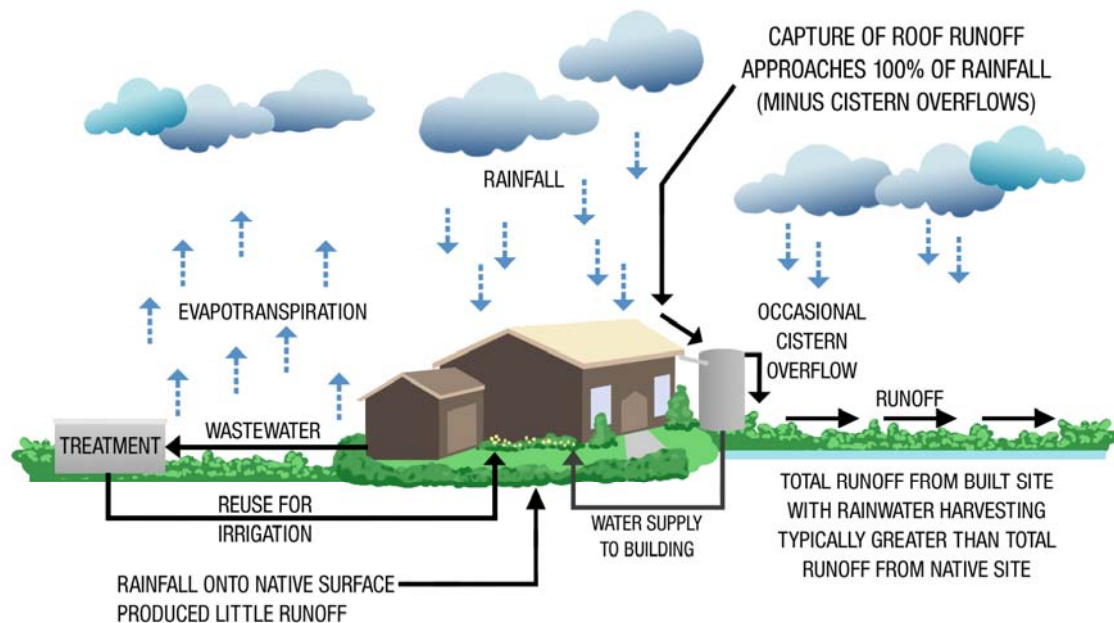 CAPTURE OF ROOF RUNOFF
APPROACHES 100% OF RAINFALL
(MINUS CISTERN OVERFLOWS)
RAINFALL
EVAPOTRANSPIRATION
OCCASIONAL
CISTERN
OVERFLOW
RUNOFF
TREATMENT
WASTEWATER
REUSE FOR
IRRIGATION
WATER SUPPLY
TO BUILDING
TOTAL RUNOFF FROM BUILT SITE
WITH RAINWATER HARVESTING
TYPICALLY GREATER THAN TOTAL
RUNOFF FROM NATIVE SITE
RAINFALL ONTO NATIVE SURFACE
PRODUCED LITTLE RUNOFF